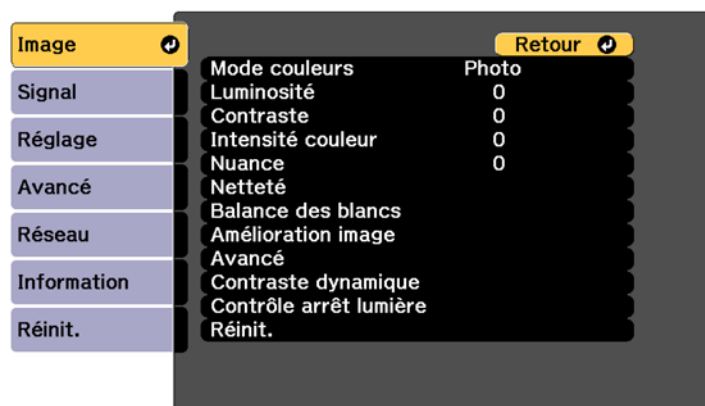 Image
Signal
Réglage
Avancé
Réseau
Information
Réinit.
Retour
Mode couleurs Photo
Luminosité 0
Contraste 0
Intensité couleur 0
Nuance 0
Netteté
Balance des blancs
Amélioration image
Avancé
Contraste dynamique
Contrôle arrêt lumière
Réinit.